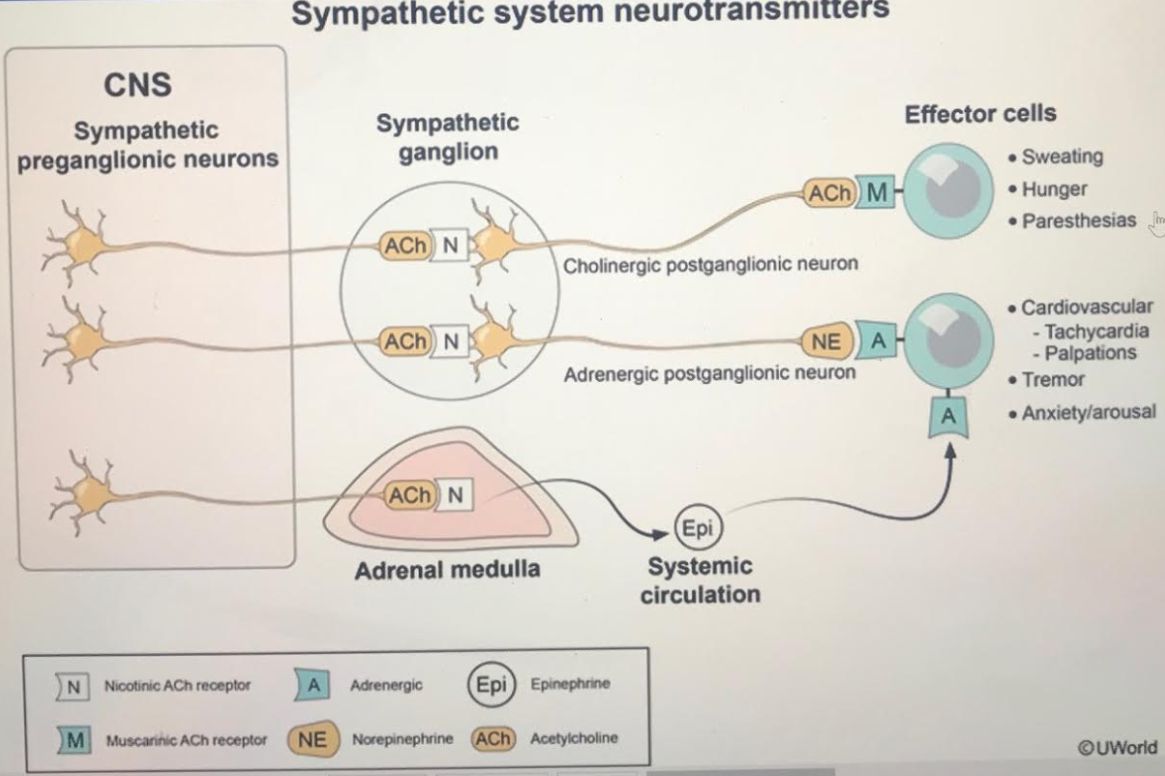 Sympathetic system neurotransmitters
CNS
Sympathetic
preganglionic neurons
Sympathetic
ganglion
Effector cells
ACh N
ACh M
• Sweating
• Hunger
• Paresthesias
Cholinergic postganglionic neuron
ACh N
NE A
• Cardiovascular
- Tachycardia
- Palpations
• Tremor
• Anxiety/arousal
Adrenergic postganglionic neuron
A
ACh N
Epi
Adrenal medulla
Systemic
circulation
N Nicotinic ACh receptor
A Adrenergic
Epi Epinephrine
M Muscarinic ACh receptor
NE Norepinephrine
ACh Acetylcholine
©UWorld